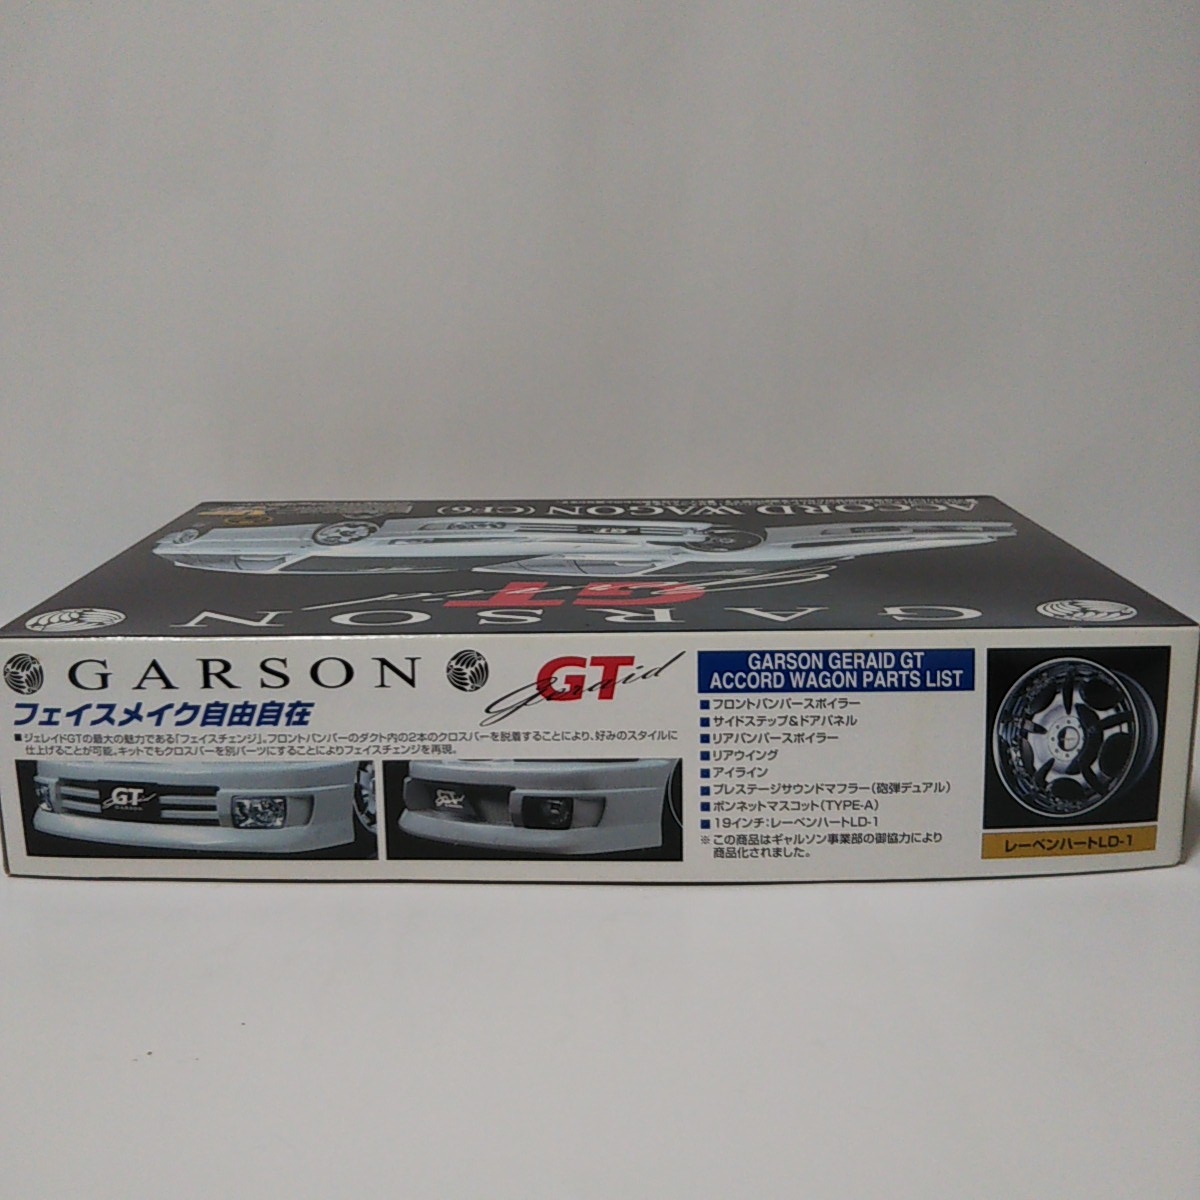 ACCORD WAGON (CF6)
GT
GARSON
GT
Geraid
GARSON
GT
Geraid
フェイスメイク自由自在
■ジェレイドGTの最大の魅力である「フェイスチェンジ」。フロントバンパーのダクト内の2本のクロスバーを脱着することにより、好みのスタイルに
仕上げることが可能。キットでもクロスバーを別パーツにすることによりフェイスチェンジを再現。
GT
GARSON
GARSON GERAID GT
ACCORD WAGON PARTS LIST
■フロントバンパースポイラー
■サイドステップ&ドアパネル
■リアバンパースポイラー
■リアウイング
■アイライン
■プレステージサウンドマフラー(砲弾デュアル)
■ボンネットマスコット(TYPE-A)
■19インチ:レーベンハートLD-1
※この商品はギャルソン事業部の御協力により
商品化されました。
レーベンハートLD-1